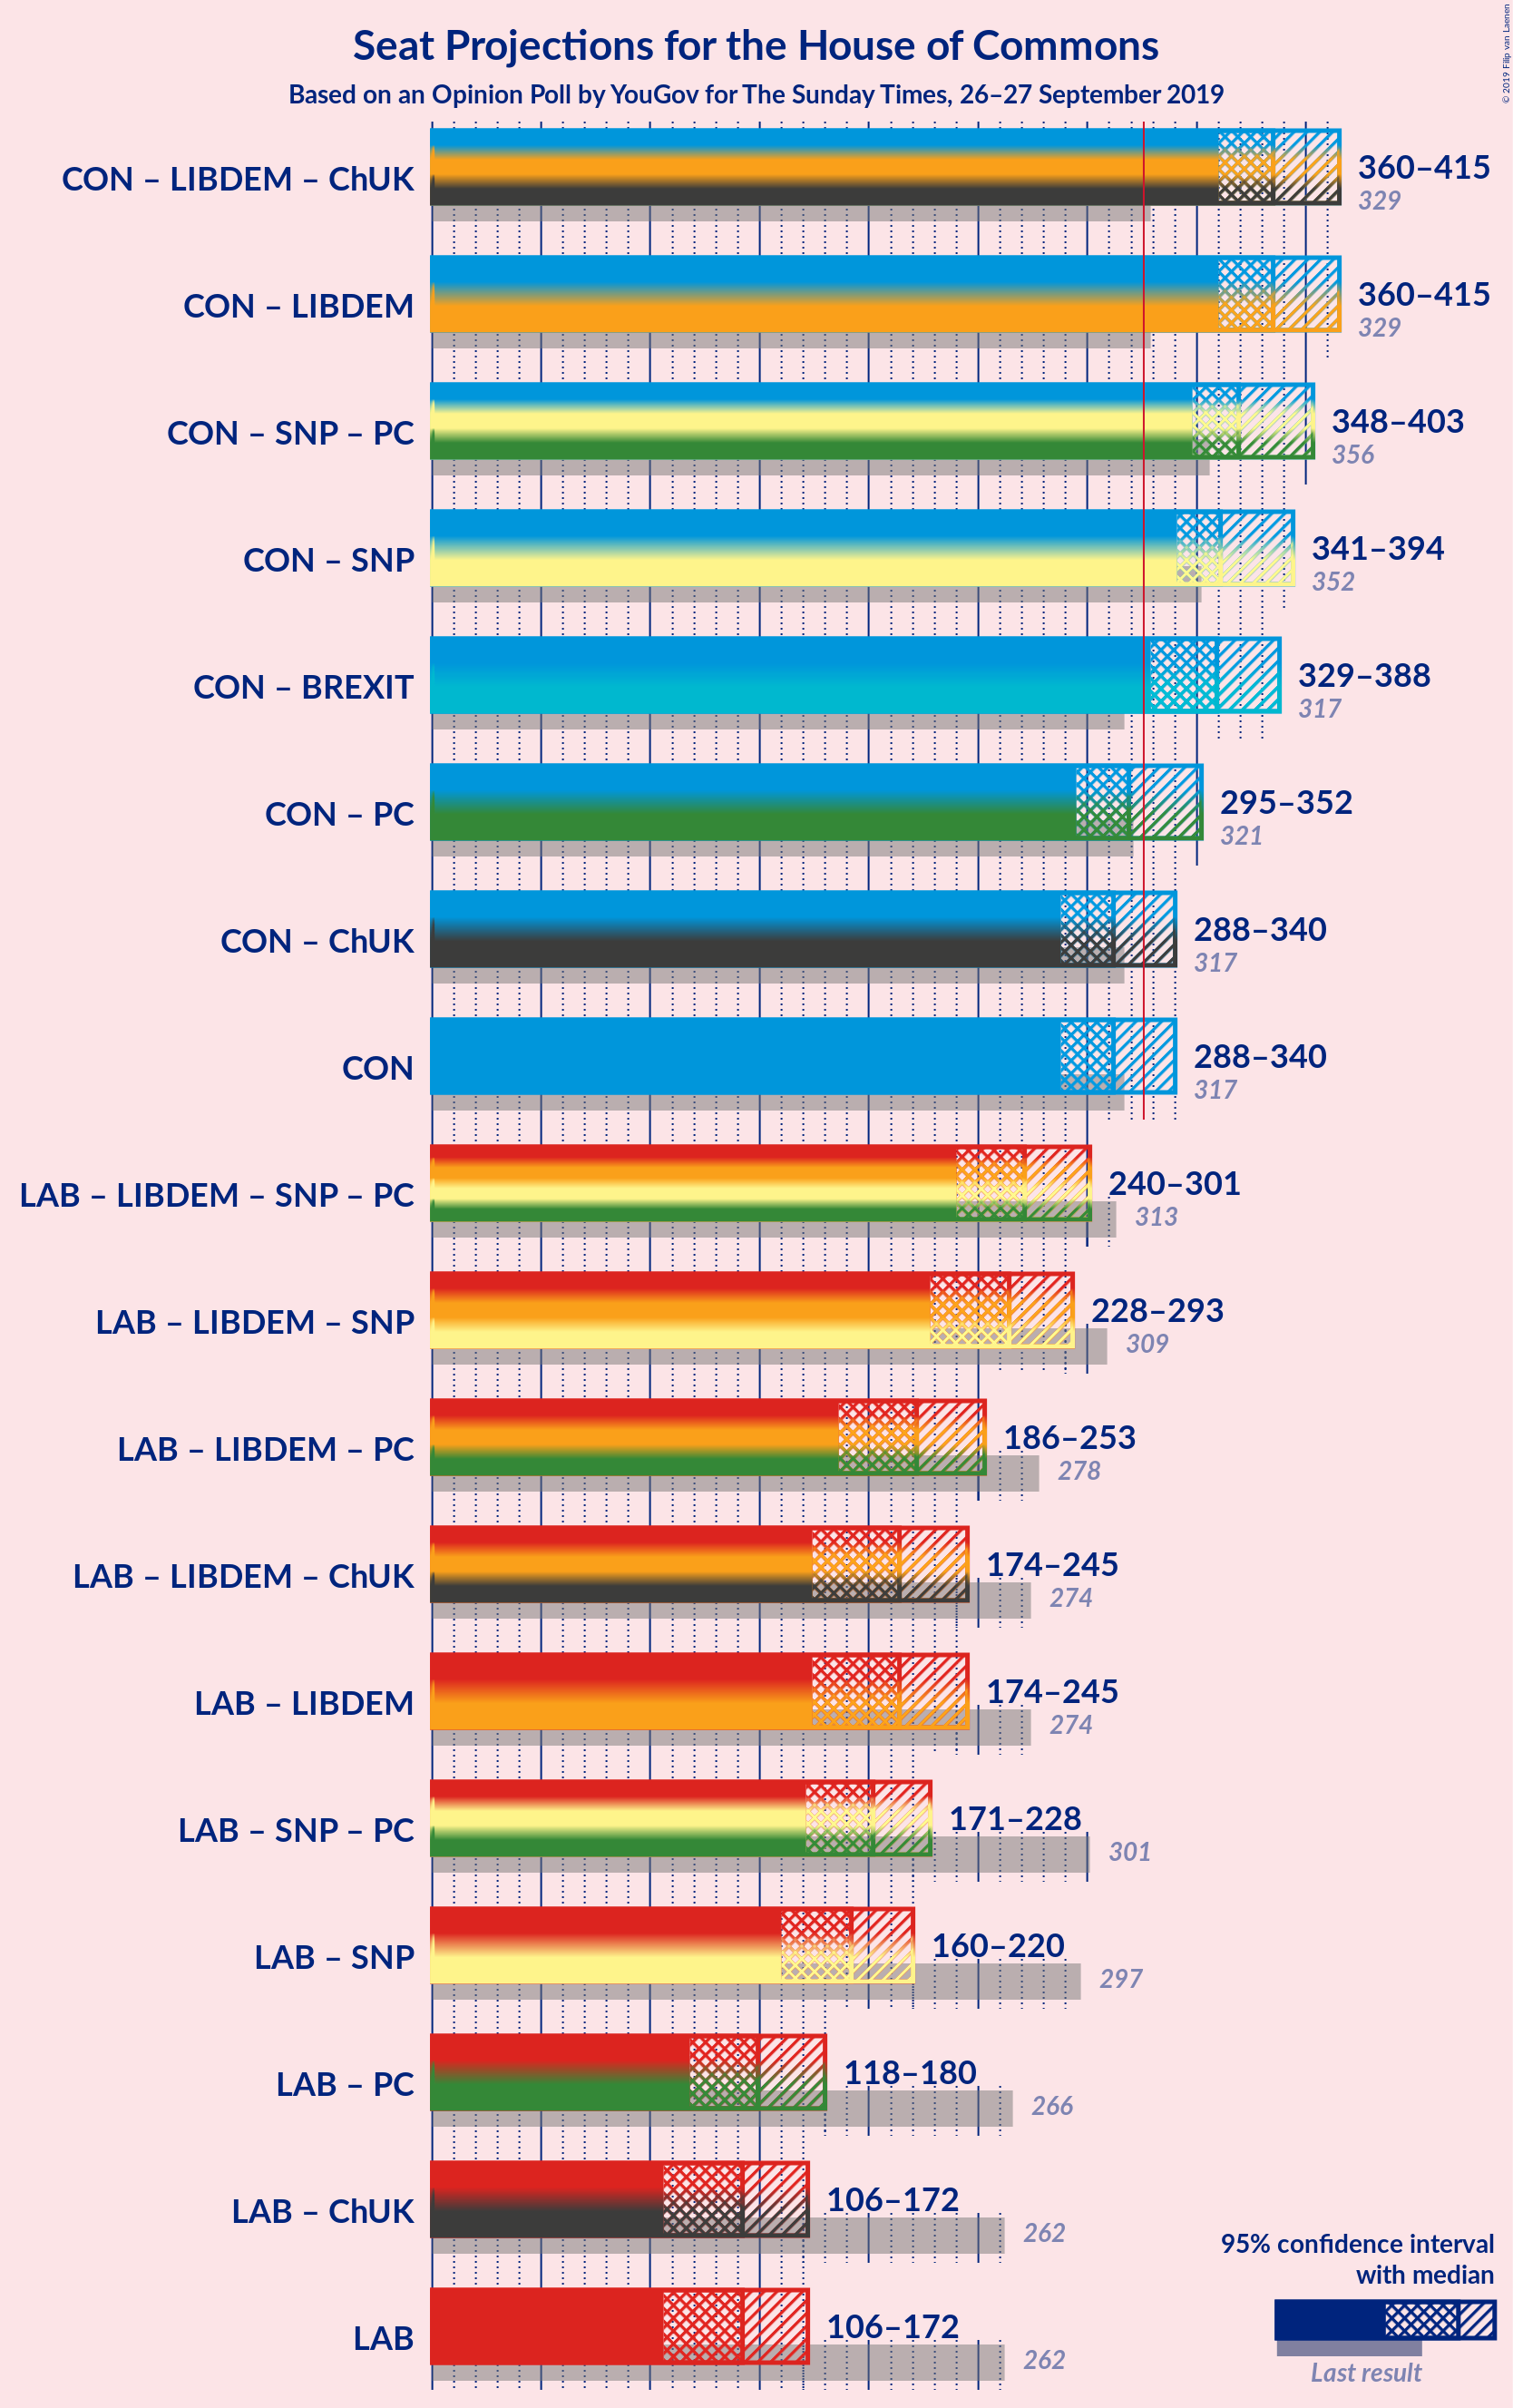 Seat Projections for the House of Commons
Based on an Opinion Poll by YouGov for The Sunday Times, 26–27 September 2019
© 2019 Filip van Laenen
CON – LIBDEM – ChUK
360–415
329
CON – LIBDEM
360–415
329
CON – SNP – PC
348–403
356
CON – SNP
341–394
352
CON – BREXIT
329–388
317
CON – PC
295–352
321
CON – ChUK
288–340
317
CON
288–340
317
LAB – LIBDEM – SNP – PC
240–301
313
LAB – LIBDEM – SNP
228–293
309
LAB – LIBDEM – PC
186–253
278
LAB – LIBDEM – ChUK
174–245
274
LAB – LIBDEM
174–245
274
LAB – SNP – PC
171–228
301
LAB – SNP
160–220
297
LAB – PC
118–180
266
LAB – ChUK
106–172
262
LAB
106–172
262
95% confidence interval
with median
Last result